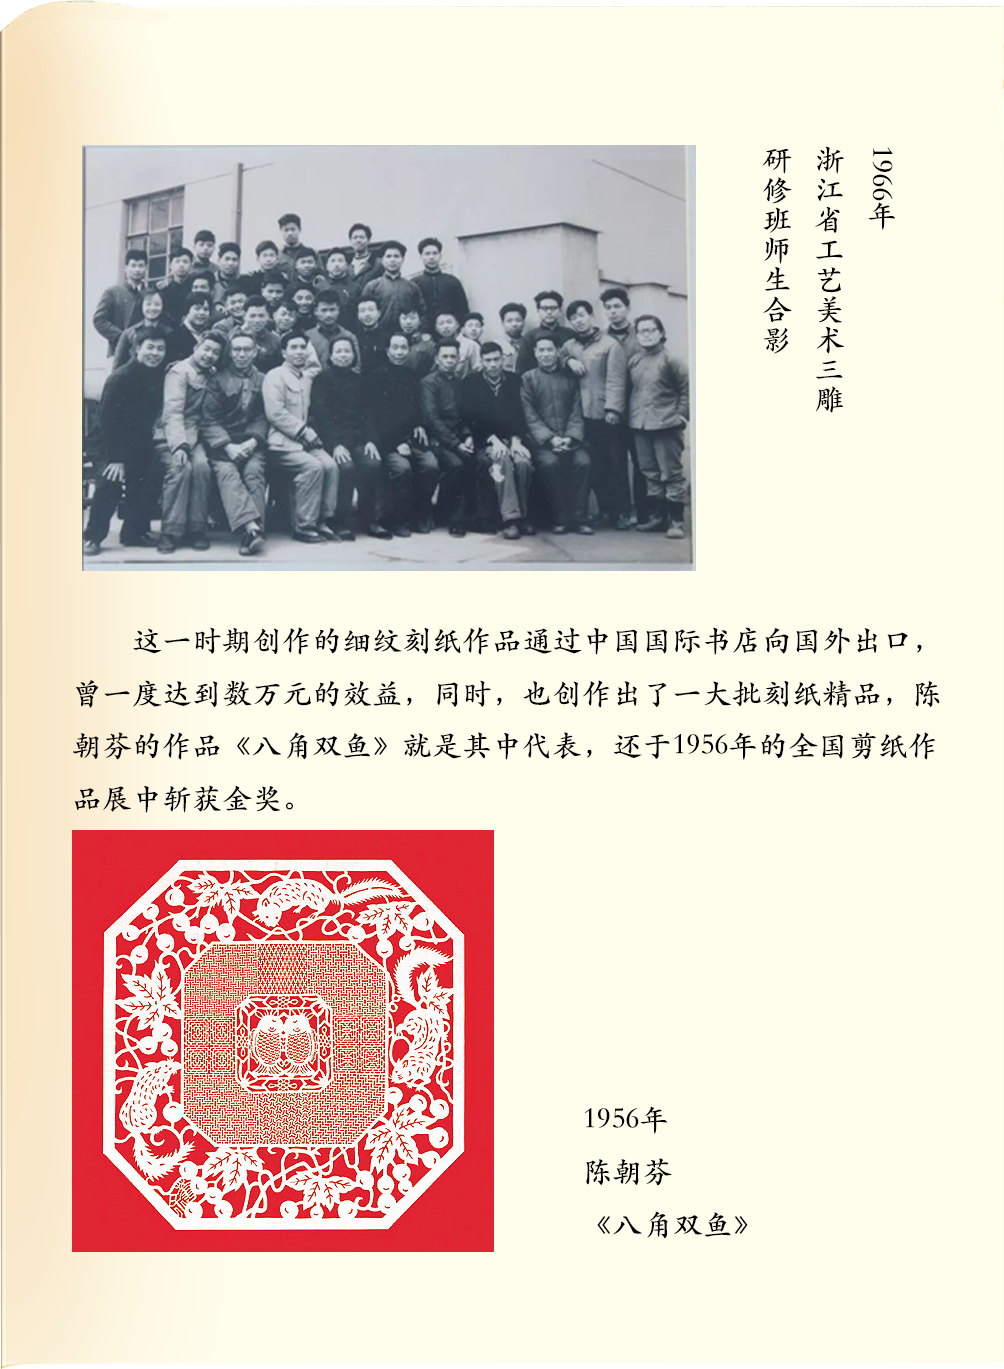 1966年
浙江省工艺美术三雕
研修班师生合影
这一时期创作的细纹刻纸作品通过中国国际书店向国外出口，
曾一度达到数万元的效益，同时，也创作出了一大批刻纸精品，陈
朝芬的作品《八角双鱼》就是其中代表，还于1956年的全国剪纸作
品展中斩获金奖。
1956年
陈朝芬
《八角双鱼》